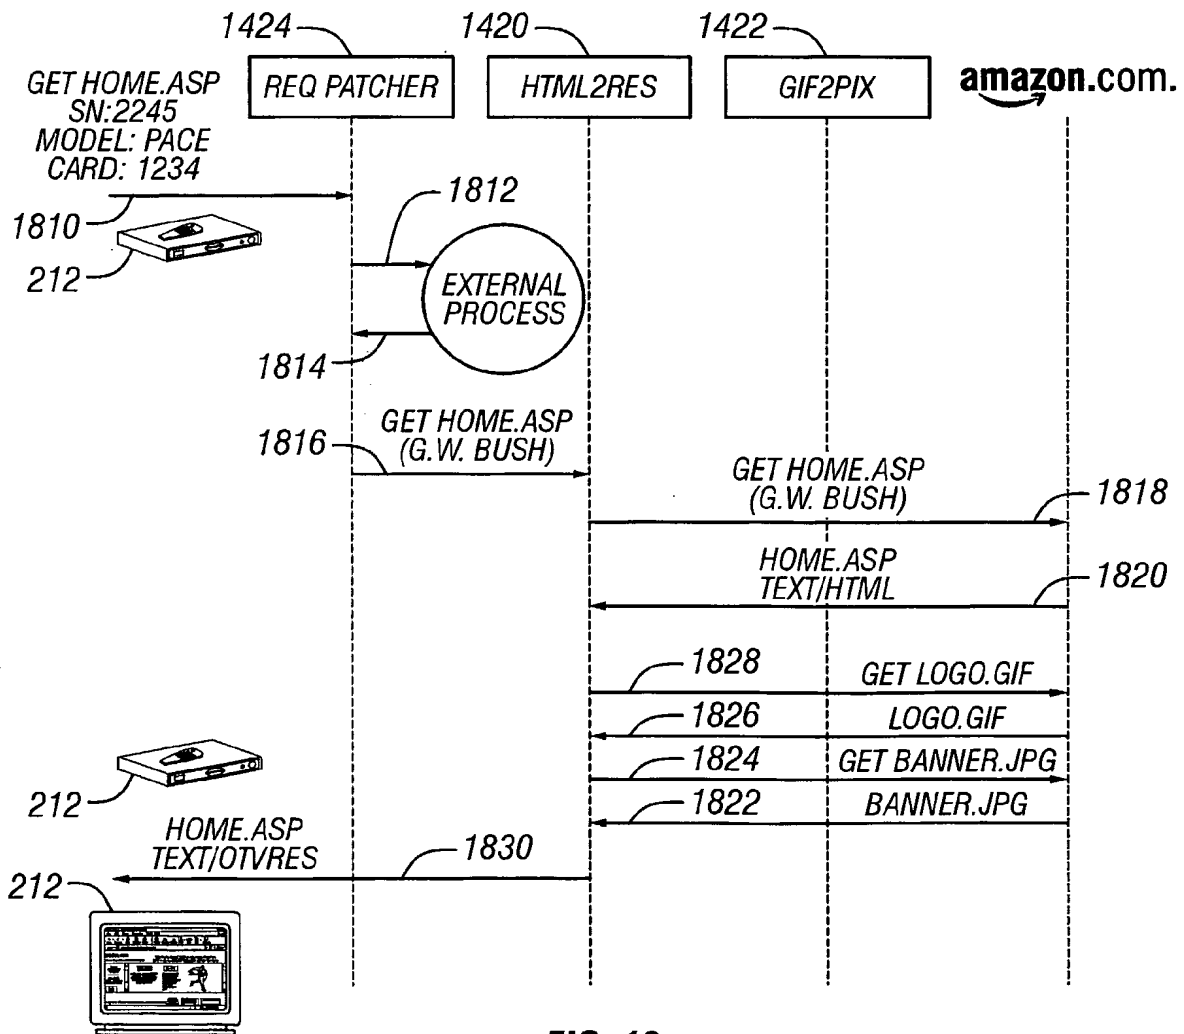 1424
1420
1422
REQ PATCHER
HTML2RES
GIF2PIX
amazon.com.
GET HOME.ASP
SN:2245
MODEL: PACE
CARD: 1234
1810
212
1812
EXTERNAL
PROCESS
1814
GET HOME.ASP
(G.W. BUSH)
1816
GET HOME.ASP
(G.W. BUSH)
1818
HOME.ASP
TEXT/HTML
1820
1828
GET LOGO.GIF
1826
LOGO.GIF
1824
GET BANNER.JPG
1822
BANNER.JPG
212
HOME.ASP
TEXT/OTVRES
1830
212